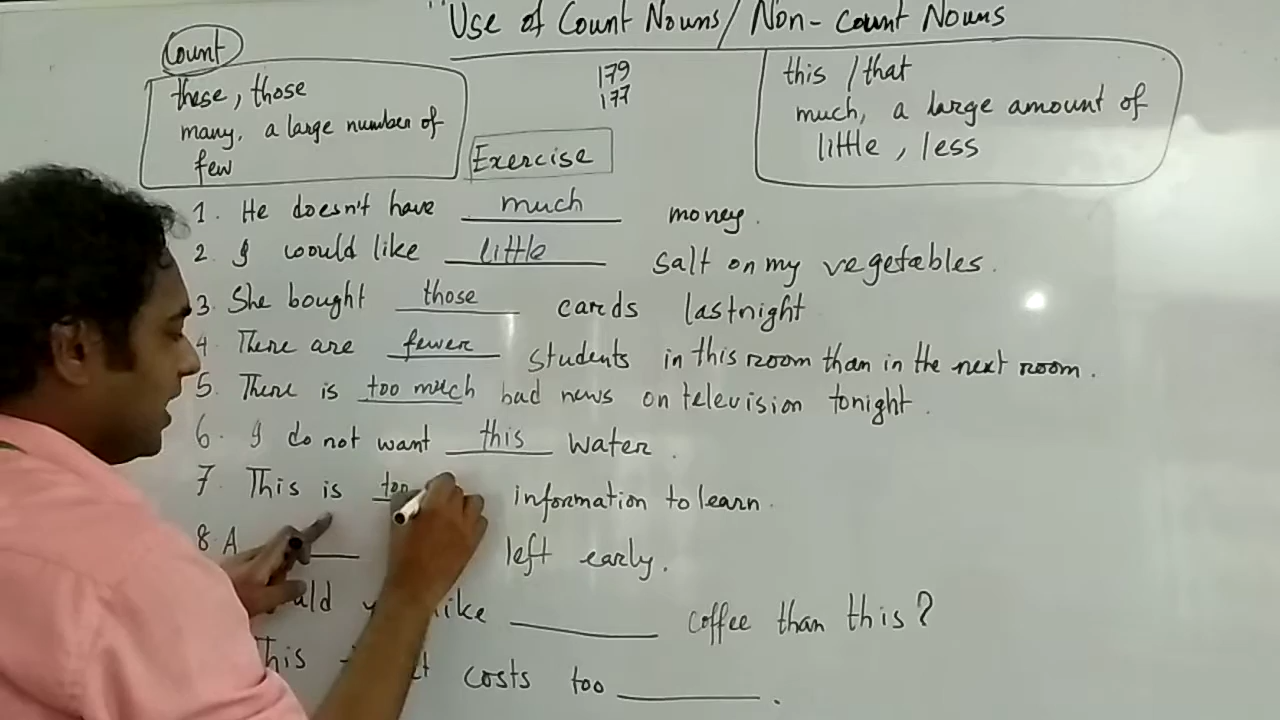 Use of Count Nouns / Non-Count Nouns
Count
these, those
many, a large number of
few
179
177
this / that
much, a large amount of
little, less
Exercise
1. He doesn't have much money.
2. I would like little salt on my vegetables.
3. She bought those cards lastnight
4. There are fewer students in this room than in the next room.
5. There is too much bad news on television tonight.
6. I do not want this water.
7. This is too information to learn.
8. A left early.
like coffee than this?
This costs too .